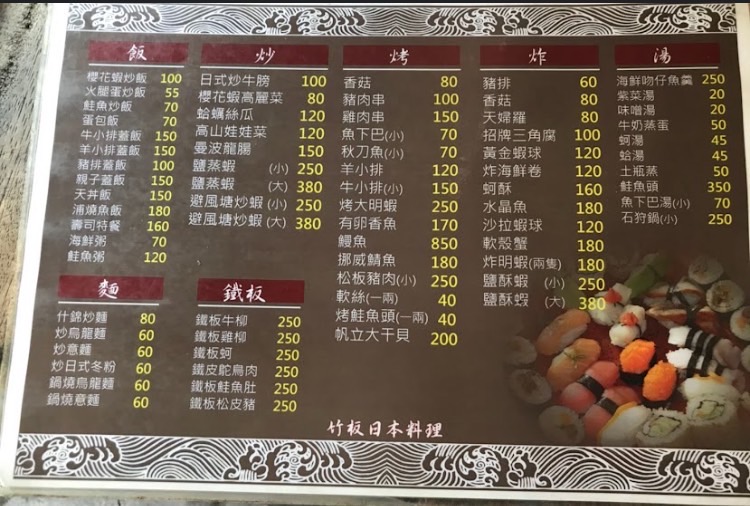 飯
櫻花蝦炒飯 100
火腿蛋炒飯 55
鮭魚炒飯 70
蛋包飯 70
牛小排蓋飯 150
羊小排蓋飯 150
豬排蓋飯 100
親子蓋飯 150
天丼飯 150
浦燒魚飯 180
壽司特餐 160
海鮮粥 70
鮭魚粥 120
麵
什錦炒麵 80
炒烏龍麵 60
炒意麵 60
炒日式冬粉 60
鍋燒烏龍麵 60
鍋燒意麵 60
炒
日式炒牛膀 100
櫻花蝦高麗菜 80
蛤蠣絲瓜 120
高山娃娃菜 120
曼波龍腸 150
鹽蒸蝦 (小) 250
鹽蒸蝦 (大) 380
避風塘炒蝦 (小) 250
避風塘炒蝦 (大) 380
鐵板
鐵板牛柳 250
鐵板雞柳 250
鐵板蚵 250
鐵皮鴕鳥肉 250
鐵板鮭魚肚 250
鐵板松皮豬 250
烤
香菇 80
豬肉串 100
雞肉串 150
魚下巴(小) 70
秋刀魚(小) 70
羊小排 120
牛小排(小) 150
烤大明蝦 250
有卵香魚 170
鰻魚 850
挪威鯖魚 180
松板豬肉(小) 250
軟絲(一兩) 40
烤鮭魚頭(一兩) 40
帆立大干貝 200
炸
豬排 60
香菇 80
天婦羅 80
招牌三角腐 100
黃金蝦球 120
炸海鮮卷 120
蚵酥 160
水晶魚 180
沙拉蝦球 120
軟殼蟹 180
炸明蝦(兩隻) 180
鹽酥蝦 (小) 250
鹽酥蝦 (大) 380
湯
海鮮吻仔魚羹 250
紫菜湯 20
味噌湯 20
牛奶蒸蛋 50
蚵湯 45
蛤湯 45
土瓶蒸 50
鮭魚頭 350
魚下巴湯(小) 70
石狩鍋(小) 250
竹板日本料理